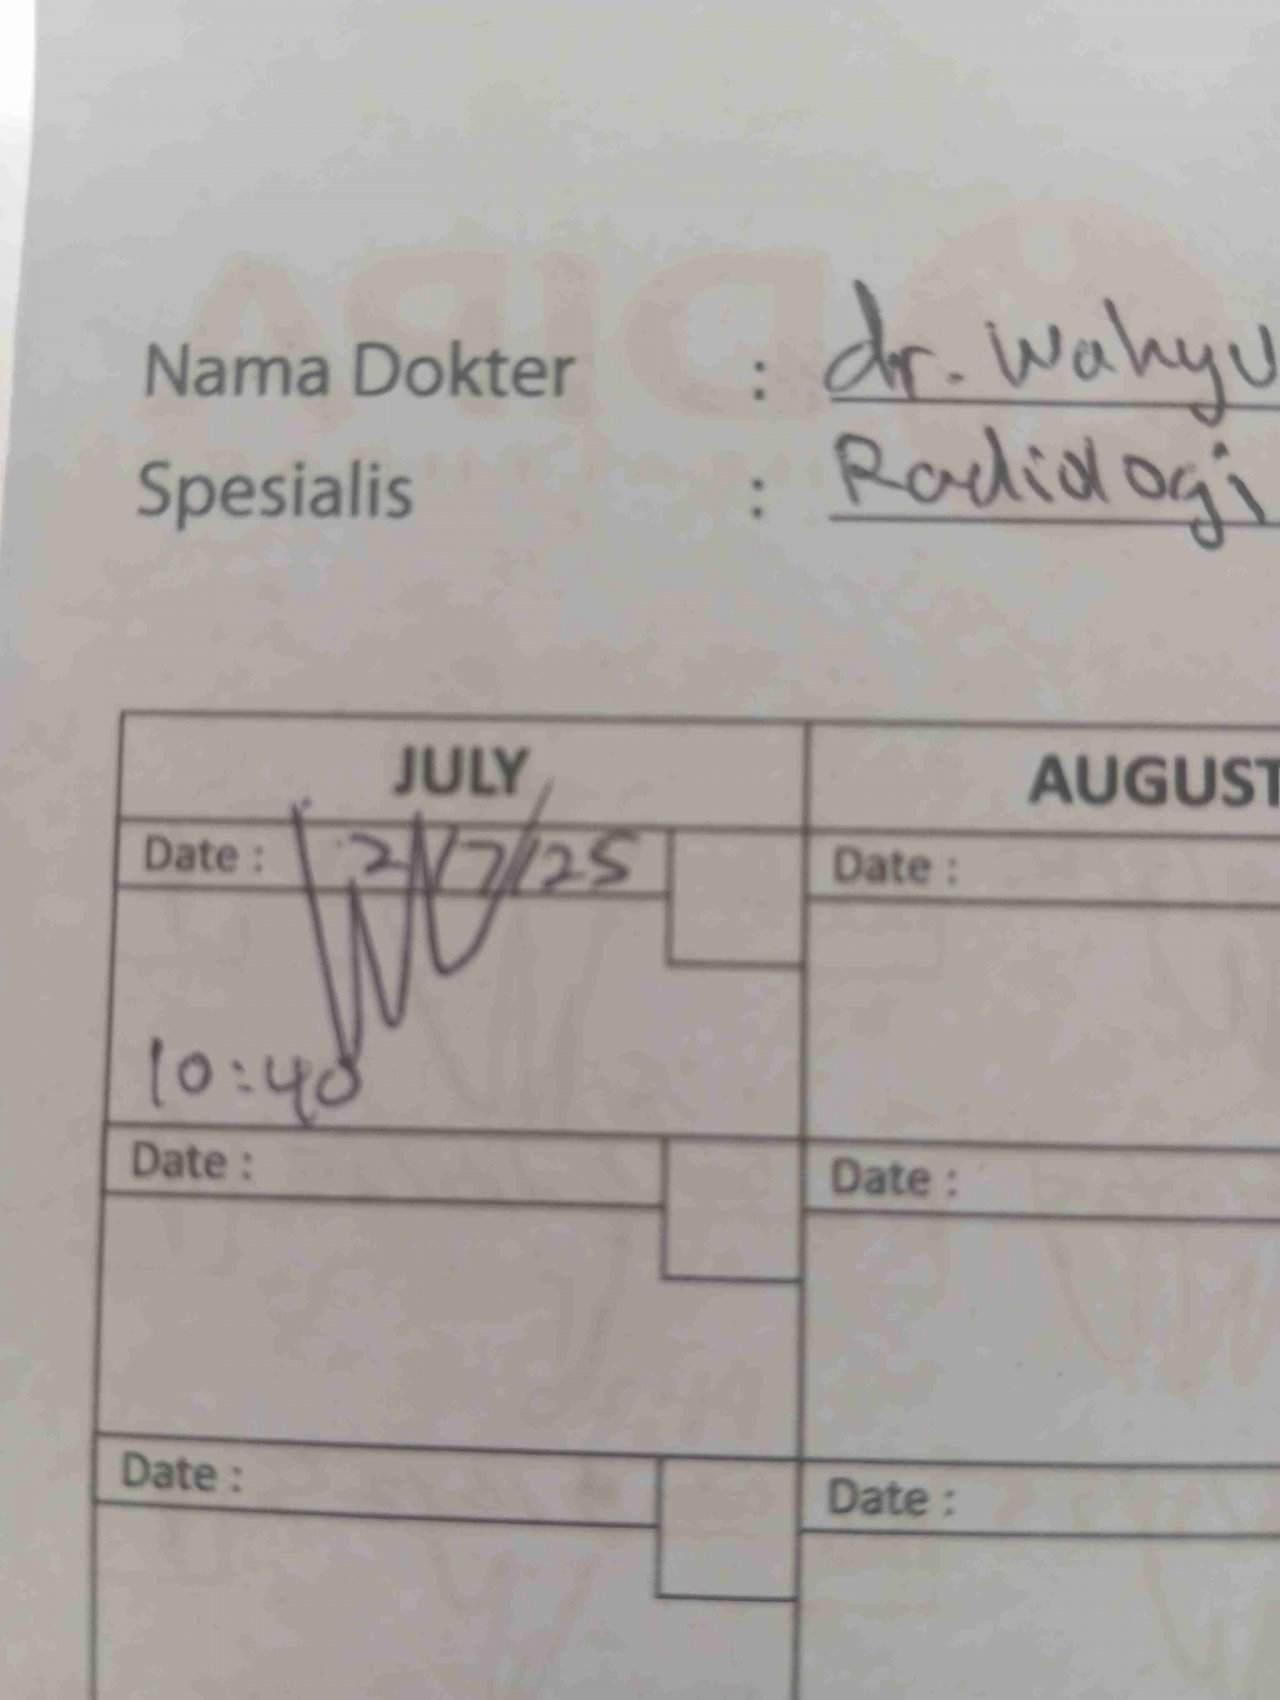 Nama Dokter : dr. Wahyu
Spesialis : Radiologi
JULY AUGUST
Date : 2/7/25 Date :
10:40
Date : Date :
Date : Date :